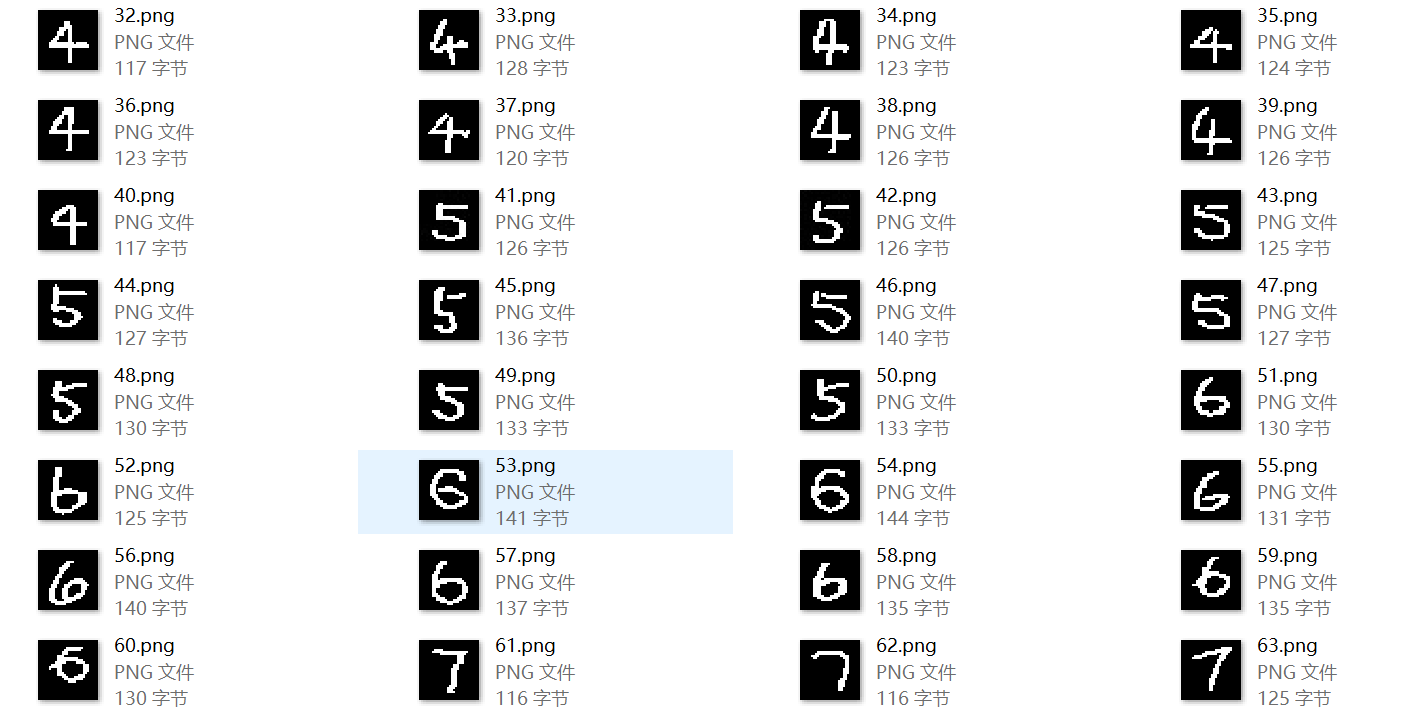 4
32.png
PNG 文件
117 字节
4
33.png
PNG 文件
128 字节
4
34.png
PNG 文件
123 字节
4
35.png
PNG 文件
124 字节
4
36.png
PNG 文件
123 字节
4
37.png
PNG 文件
120 字节
4
38.png
PNG 文件
126 字节
4
39.png
PNG 文件
126 字节
4
40.png
PNG 文件
117 字节
5
41.png
PNG 文件
126 字节
5
42.png
PNG 文件
126 字节
5
43.png
PNG 文件
125 字节
5
44.png
PNG 文件
127 字节
5
45.png
PNG 文件
136 字节
5
46.png
PNG 文件
140 字节
5
47.png
PNG 文件
127 字节
5
48.png
PNG 文件
130 字节
5
49.png
PNG 文件
133 字节
5
50.png
PNG 文件
133 字节
6
51.png
PNG 文件
130 字节
6
52.png
PNG 文件
125 字节
6
53.png
PNG 文件
141 字节
6
54.png
PNG 文件
144 字节
6
55.png
PNG 文件
131 字节
6
56.png
PNG 文件
140 字节
6
57.png
PNG 文件
137 字节
6
58.png
PNG 文件
135 字节
6
59.png
PNG 文件
135 字节
6
60.png
PNG 文件
130 字节
7
61.png
PNG 文件
116 字节
7
62.png
PNG 文件
116 字节
7
63.png
PNG 文件
125 字节